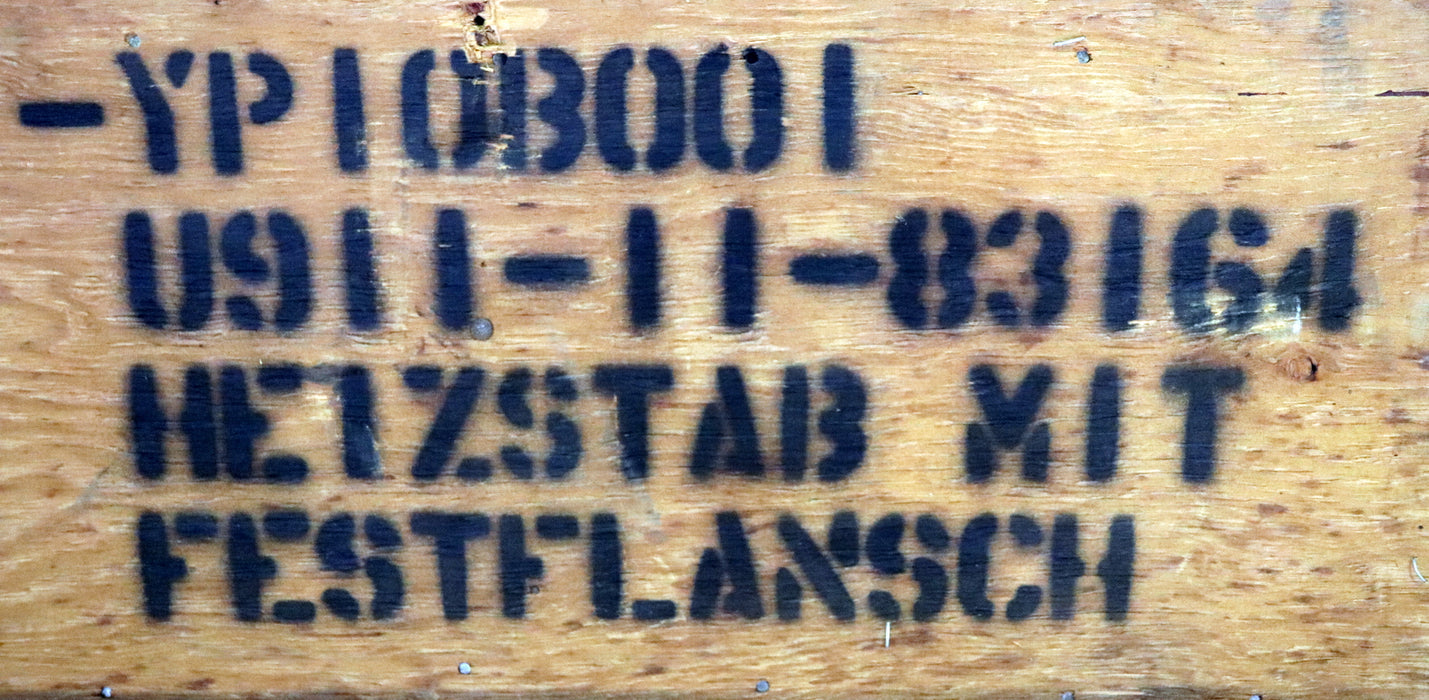 -YP10B001
U911-11-83164
HEIZSTAB MIT
FESTFLANSCH